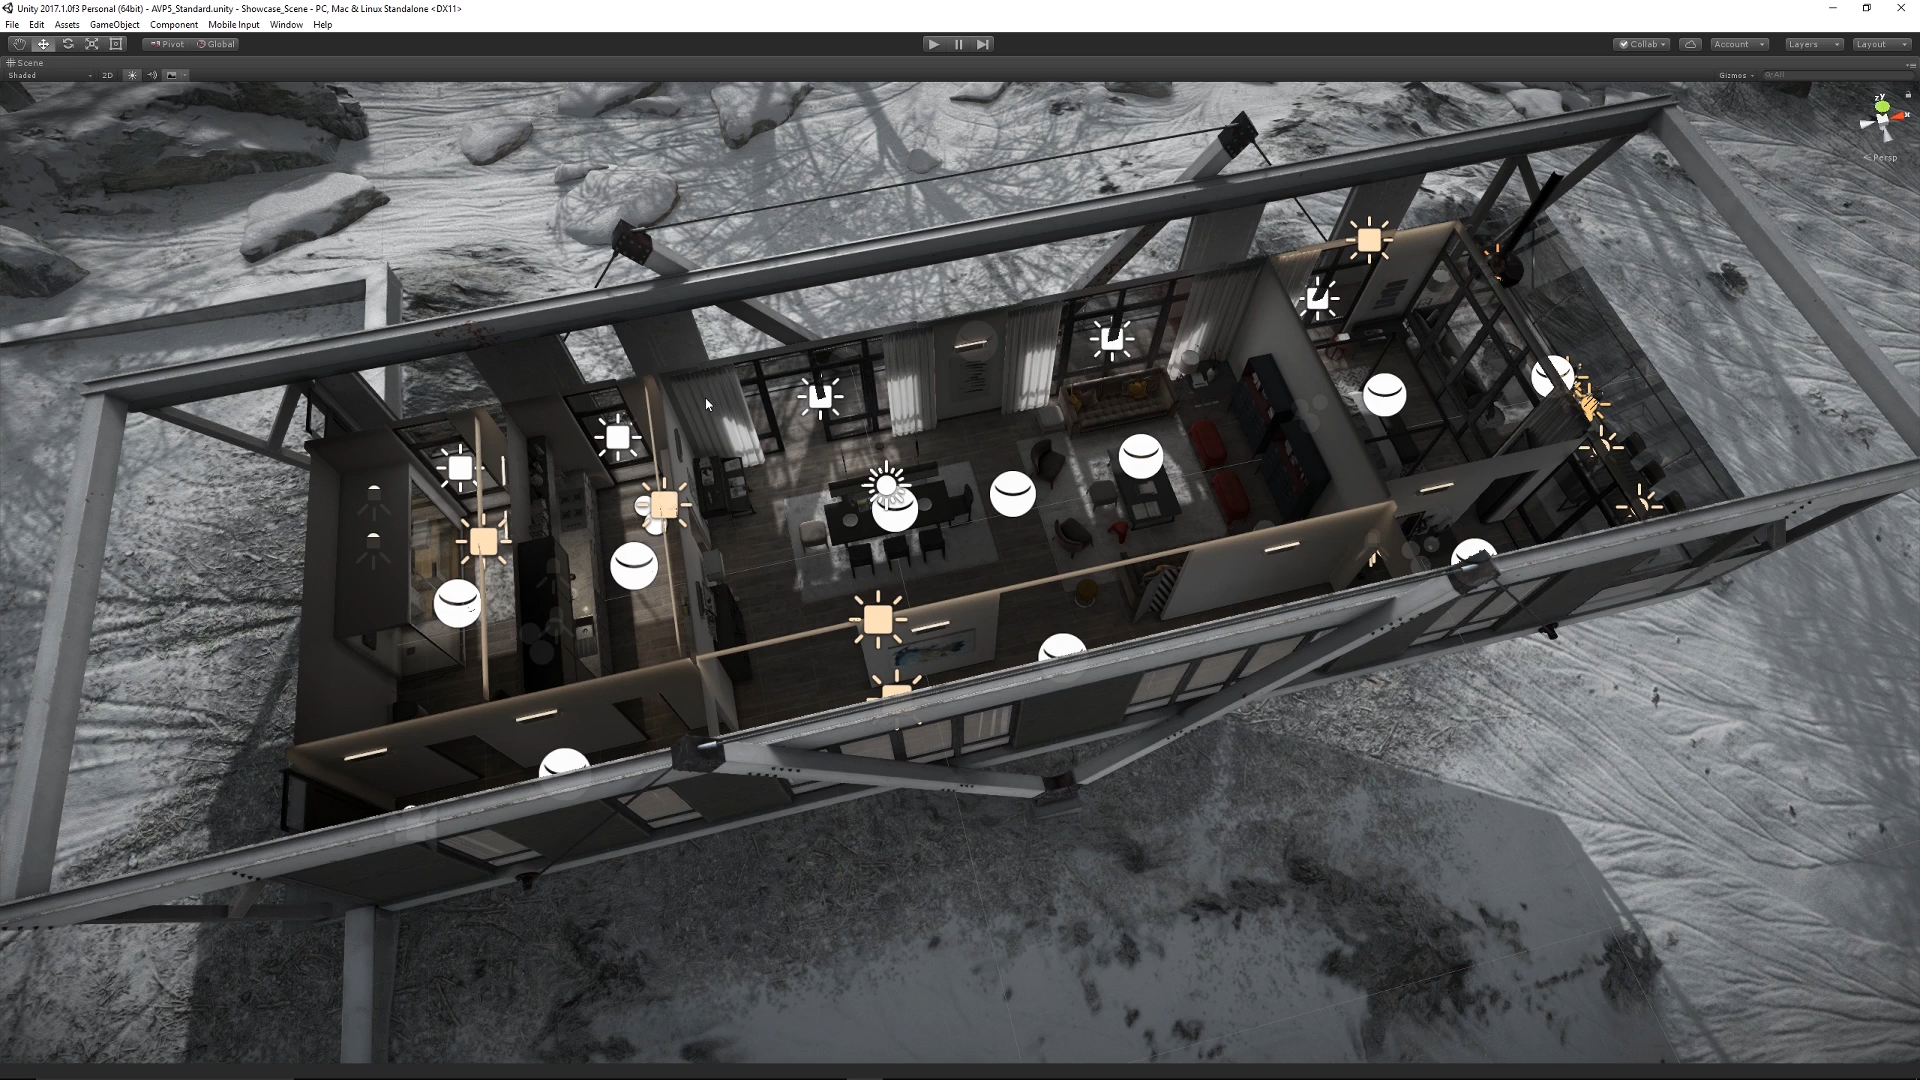 Unity 2017.1.0f3 Personal (64bit) - AVP5_Standard.unity - Showcase_Scene - PC, Mac & Linux Standalone <DX11>
File Edit Assets GameObject Component Mobile Input Window Help
Pivot Global Collab Account Layers Layout
Scene
Shaded 2D Gizmos All
y
z
x
Persp